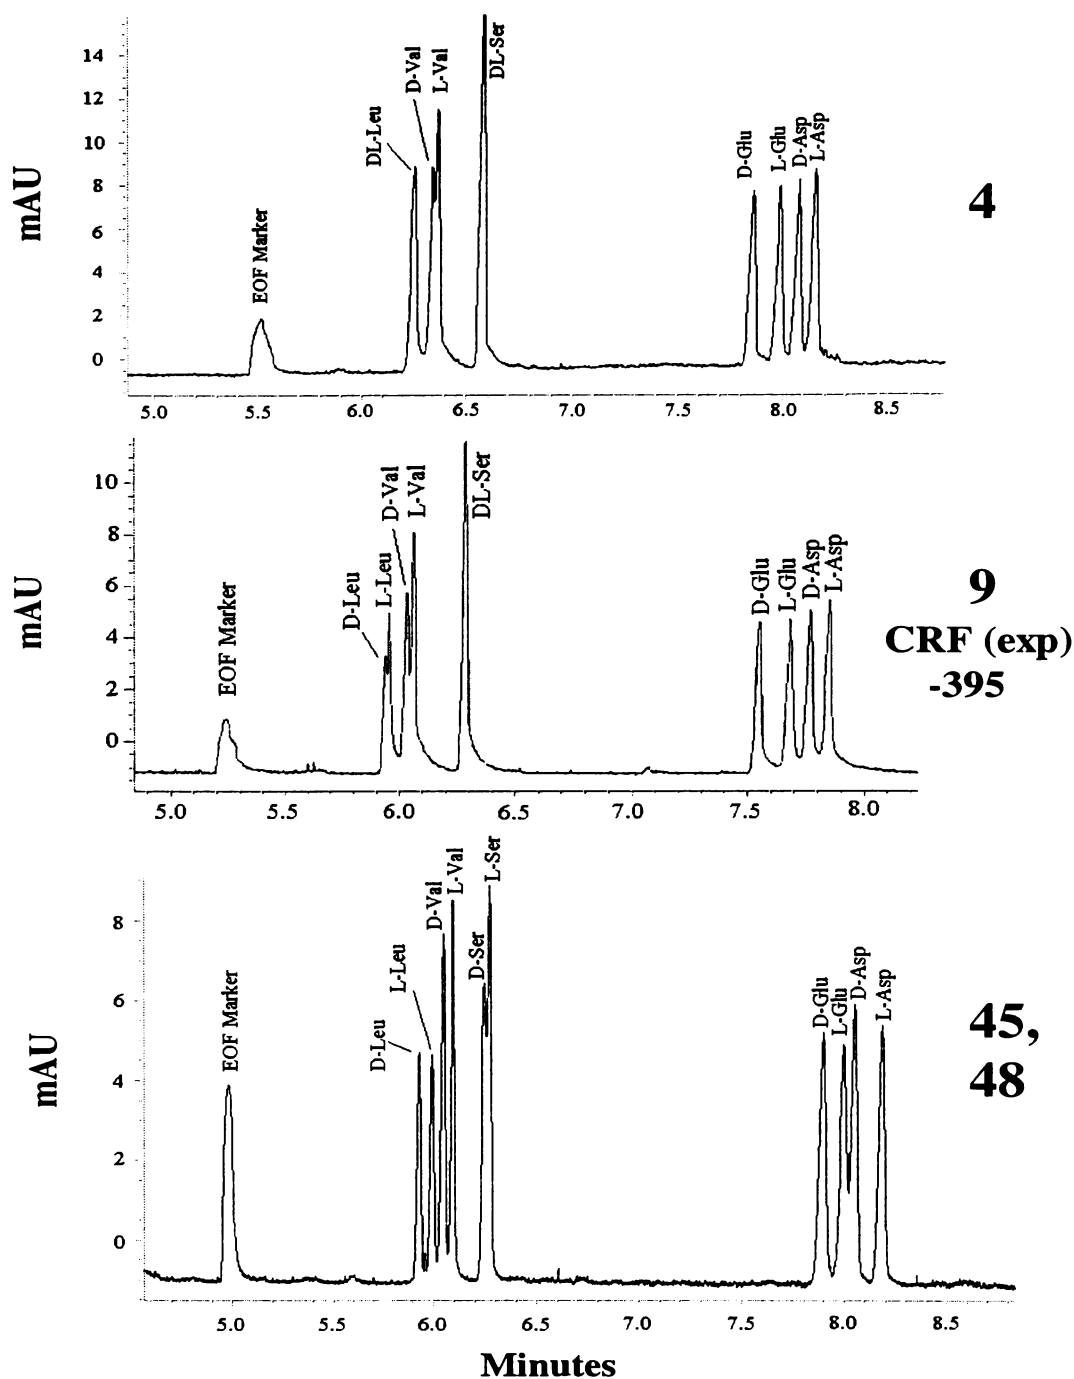 mAU
14
12
10
8
6
4
2
0
EOF Marker
DL-Leu
D-Val
L-Val
DL-Ser
D-Glu
L-Glu
D-Asp
L-Asp
4
5.0 5.5 6.0 6.5 7.0 7.5 8.0 8.5
mAU
10
8
6
4
2
0
EOF Marker
D-Leu
L-Leu
D-Val
L-Val
DL-Ser
D-Glu
L-Glu
D-Asp
L-Asp
9
CRF (exp)
-395
5.0 5.5 6.0 6.5 7.0 7.5 8.0
mAU
8
6
4
2
0
EOF Marker
D-Leu
L-Leu
D-Val
L-Val
D-Ser
L-Ser
D-Glu
L-Glu
D-Asp
L-Asp
45,
48
5.0 5.5 6.0 6.5 7.0 7.5 8.0 8.5
Minutes